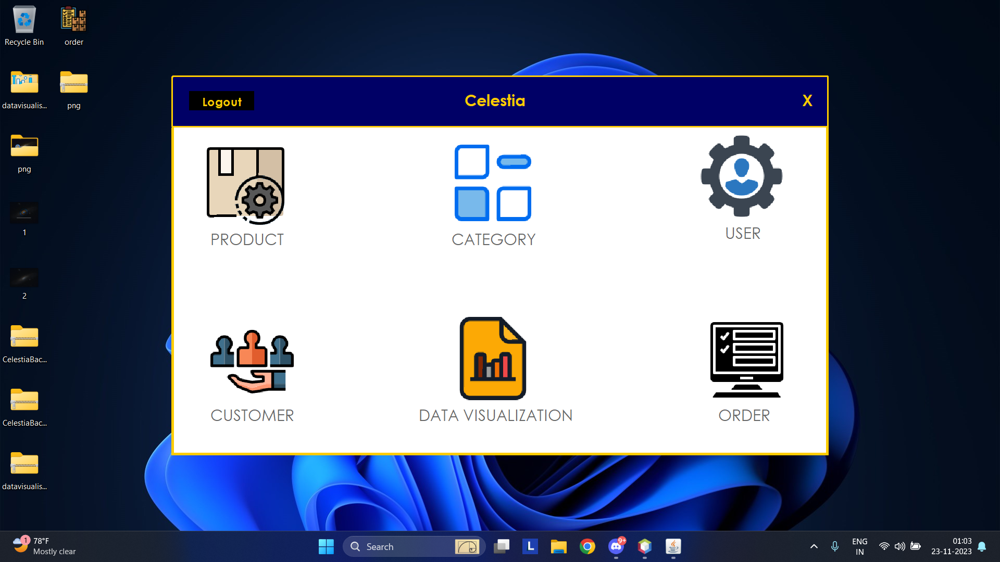 Recycle Bin
order
datavisualis...
png
png
1
2
CelestiaBac...
CelestiaBac...
datavisualis...
Logout
Celestia
X
PRODUCT
CATEGORY
USER
CUSTOMER
DATA VISUALIZATION
ORDER
1
78°F
Mostly clear
Search
L
9+
ENG
IN
01:03
23-11-2023